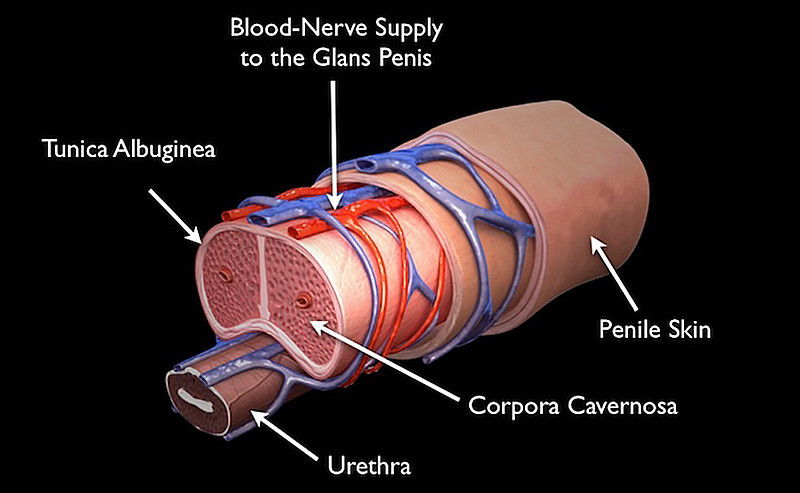 Blood-Nerve Supply
to the Glans Penis
Tunica Albuginea
Penile Skin
Corpora Cavernosa
Urethra